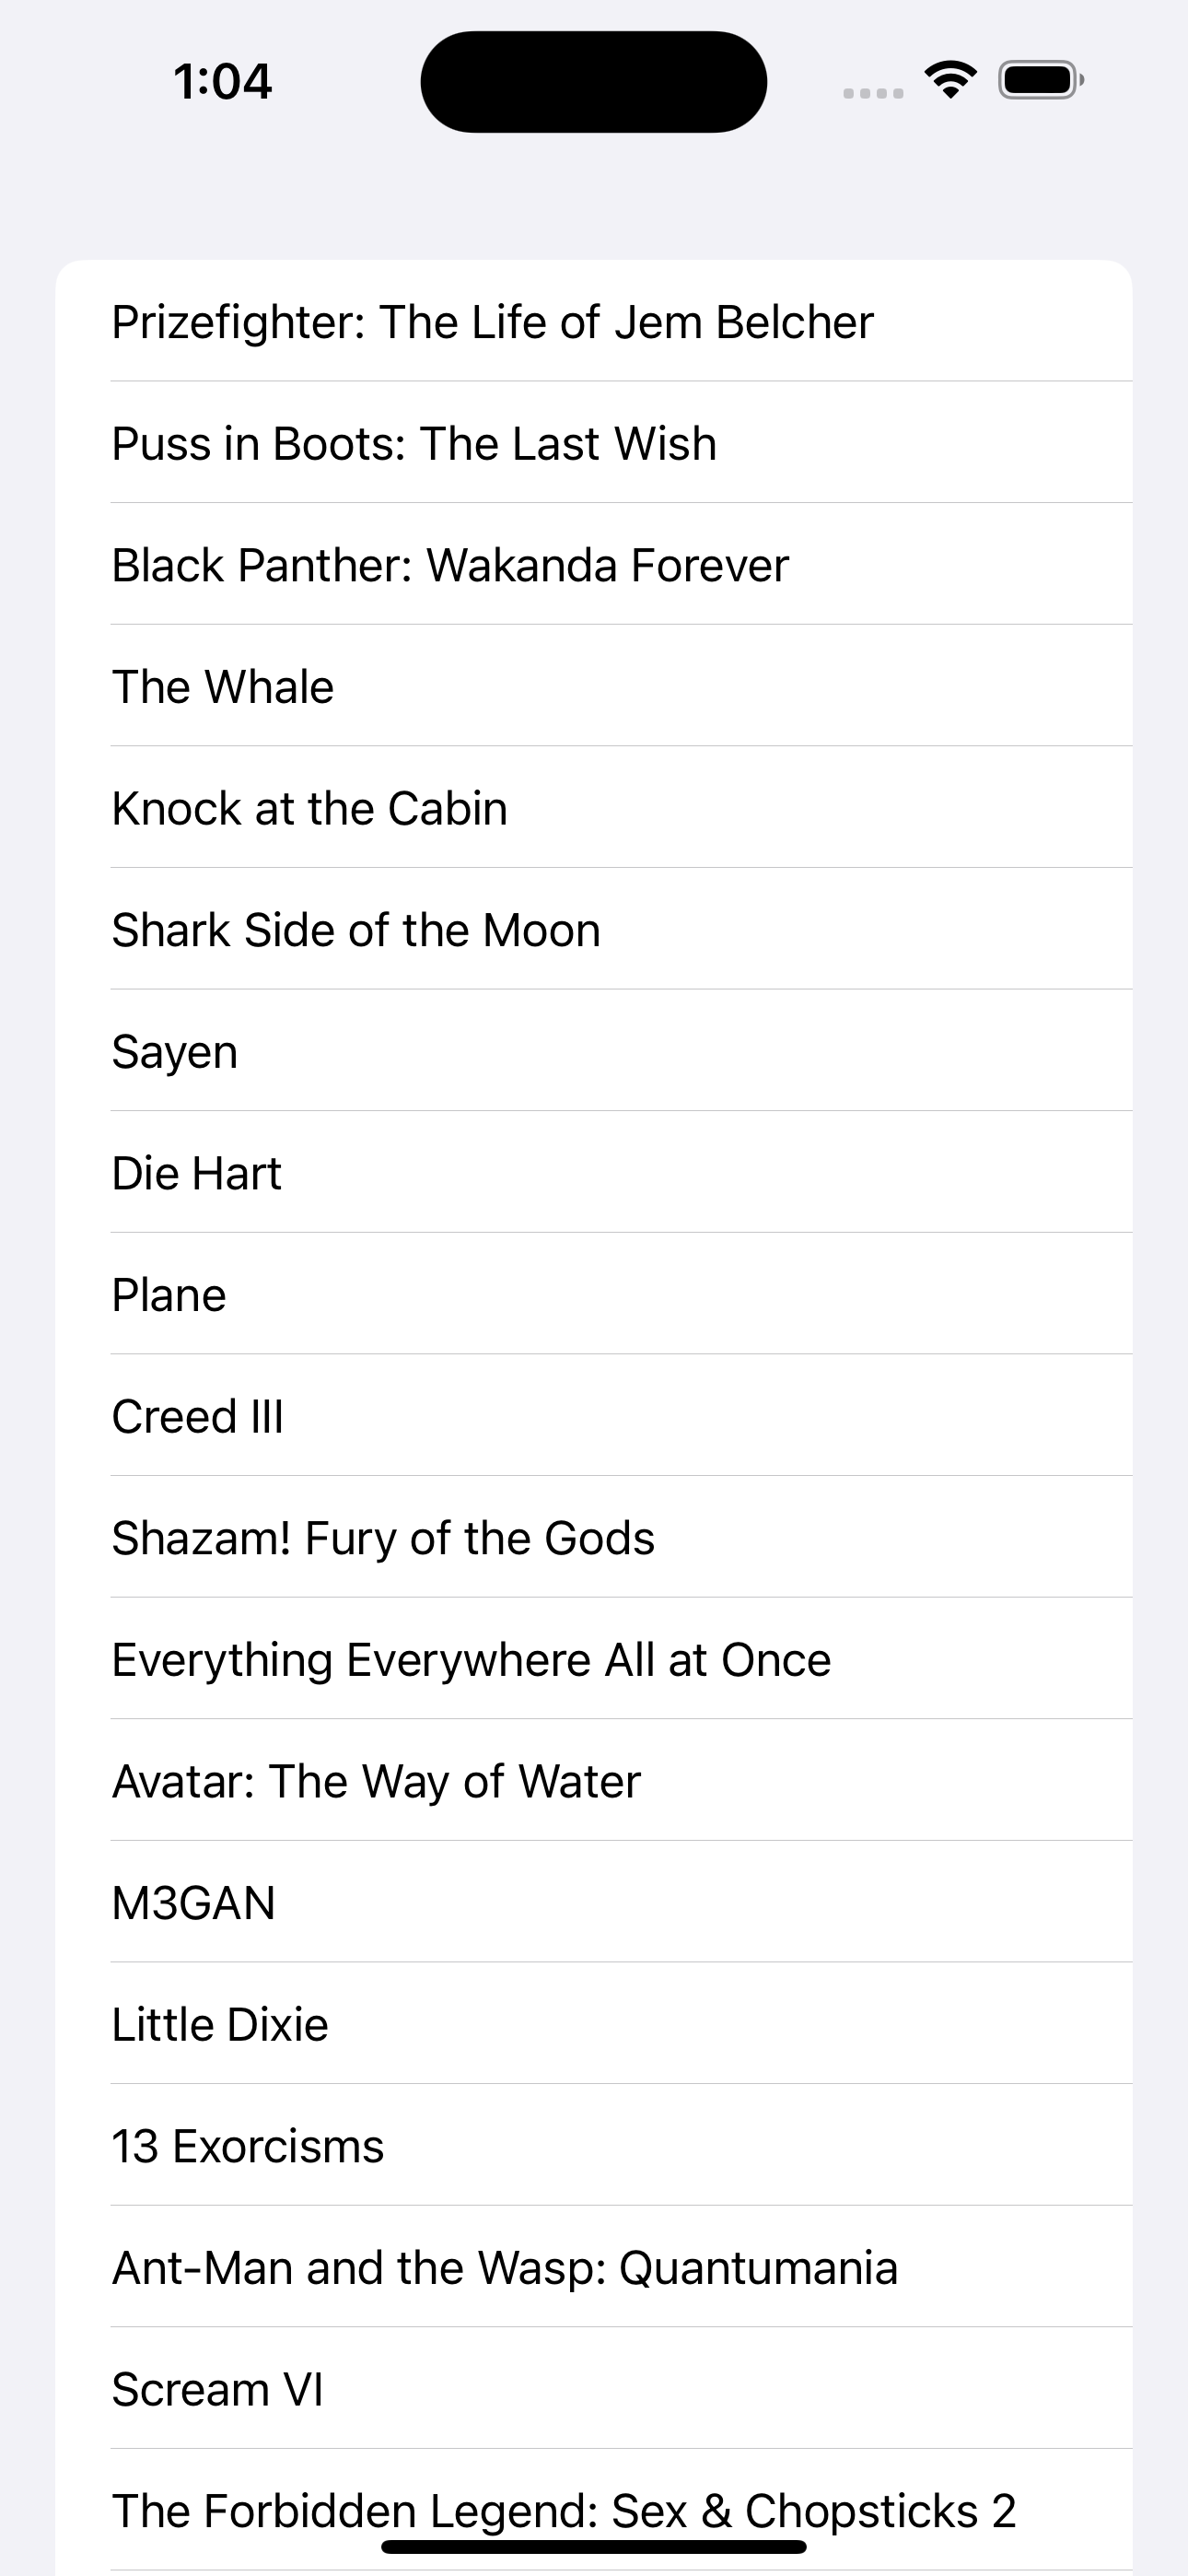 1:04
Prizefighter: The Life of Jem Belcher
Puss in Boots: The Last Wish
Black Panther: Wakanda Forever
The Whale
Knock at the Cabin
Shark Side of the Moon
Sayen
Die Hart
Plane
Creed III
Shazam! Fury of the Gods
Everything Everywhere All at Once
Avatar: The Way of Water
M3GAN
Little Dixie
13 Exorcisms
Ant-Man and the Wasp: Quantumania
Scream VI
The Forbidden Legend: Sex & Chopsticks 2